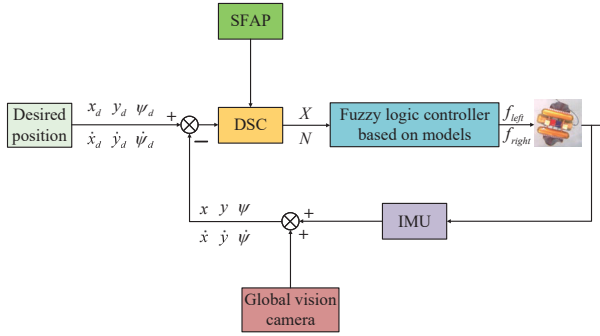 SFAP
Desired
position
x_d y_d ψ_d
ẋ_d ẏ_d ψ̇_d
+
−
DSC
X
N
Fuzzy logic controller
based on models
f_left
f_right
x y ψ
ẋ ẏ ψ̇
+
+
IMU
Global vision
camera